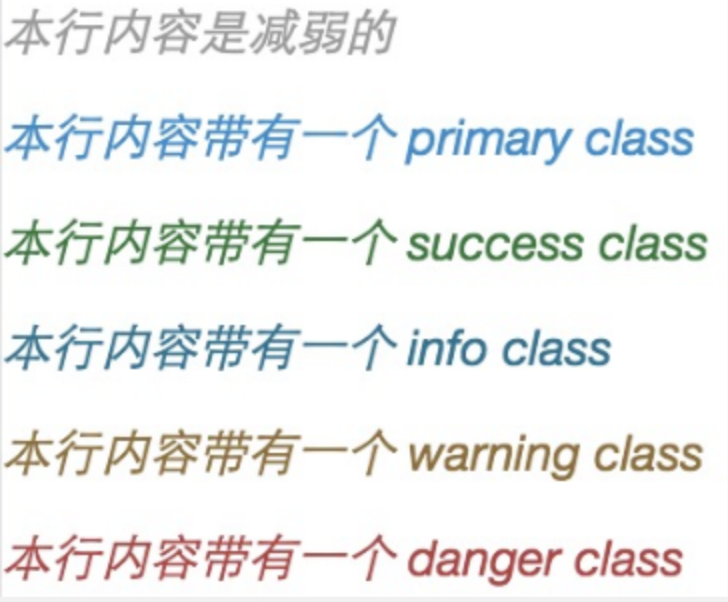 本行内容是减弱的
本行内容带有一个 primary class
本行内容带有一个 success class
本行内容带有一个 info class
本行内容带有一个 warning class
本行内容带有一个 danger class